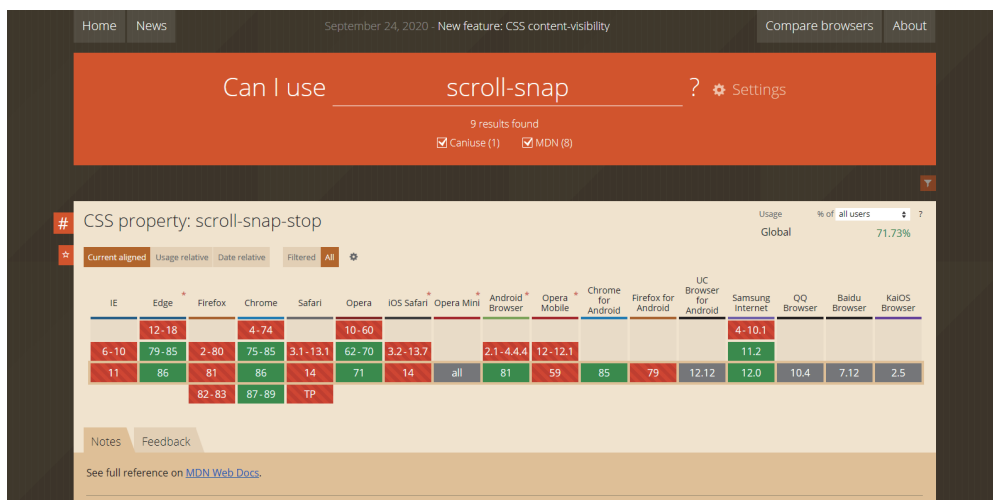 Home News September 24, 2020 - New feature: CSS content-visibility Compare browsers About
Can I use scroll-snap ? Settings
9 results found
Caniuse (1) MDN (8)
# CSS property: scroll-snap-stop
Usage % of all users ?
Global 71.73%
Current aligned Usage relative Date relative Filtered All
IE Edge * Firefox Chrome Safari Opera iOS Safari * Opera Mini * Android Browser * Opera Mobile * Chrome for Android Firefox for Android UC Browser for Android Samsung Internet QQ Browser Baidu Browser KaiOS Browser
12-18 4-74 10-60 4-10.1
6-10 79-85 2-80 75-85 3.1-13.1 62-70 3.2-13.7 2.1-4.4.4 12-12.1 11.2
11 86 81 86 14 71 14 all 81 59 85 79 12.12 12.0 10.4 7.12 2.5
82-83 87-89 TP
Notes Feedback
See full reference on MDN Web Docs.